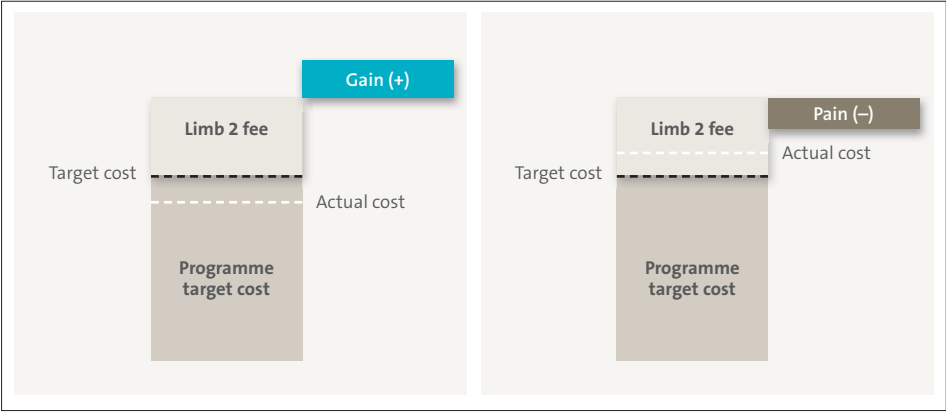 Gain (+)
Limb 2 fee
Target cost
Actual cost
Programme
target cost
Pain (–)
Limb 2 fee
Actual cost
Target cost
Programme
target cost